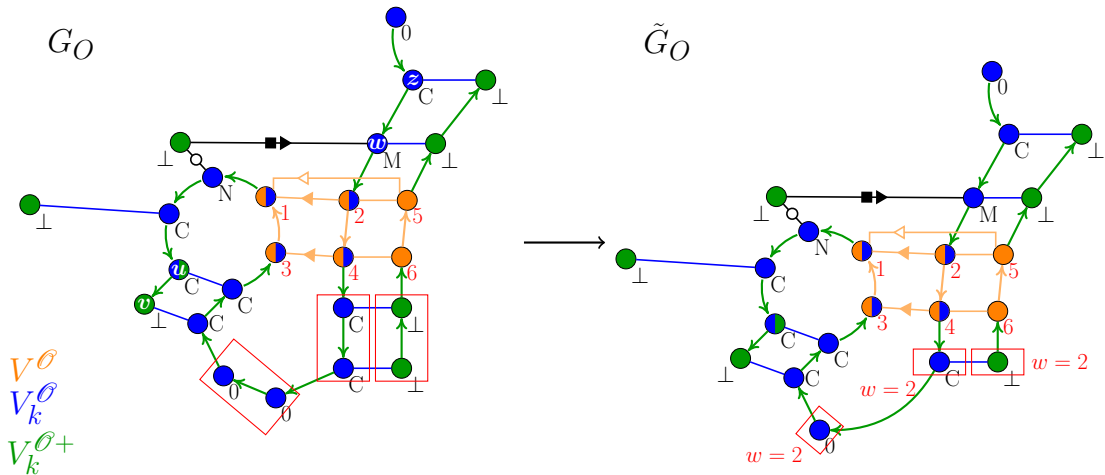 G_O
0
z
C
⊥
w
M
⊥
⊥
N
1
2
5
⊥
C
3
4
6
u
C
C
v
⊥
C
C
⊥
C
⊥
0
0
V^𝒪
V_k^𝒪
V_k^{𝒪+}
G̃_O
0
C
⊥
⊥
M
⊥
N
1
2
5
⊥
C
3
4
6
C
C
⊥
C
C
⊥
w = 2
w = 2
0
w = 2